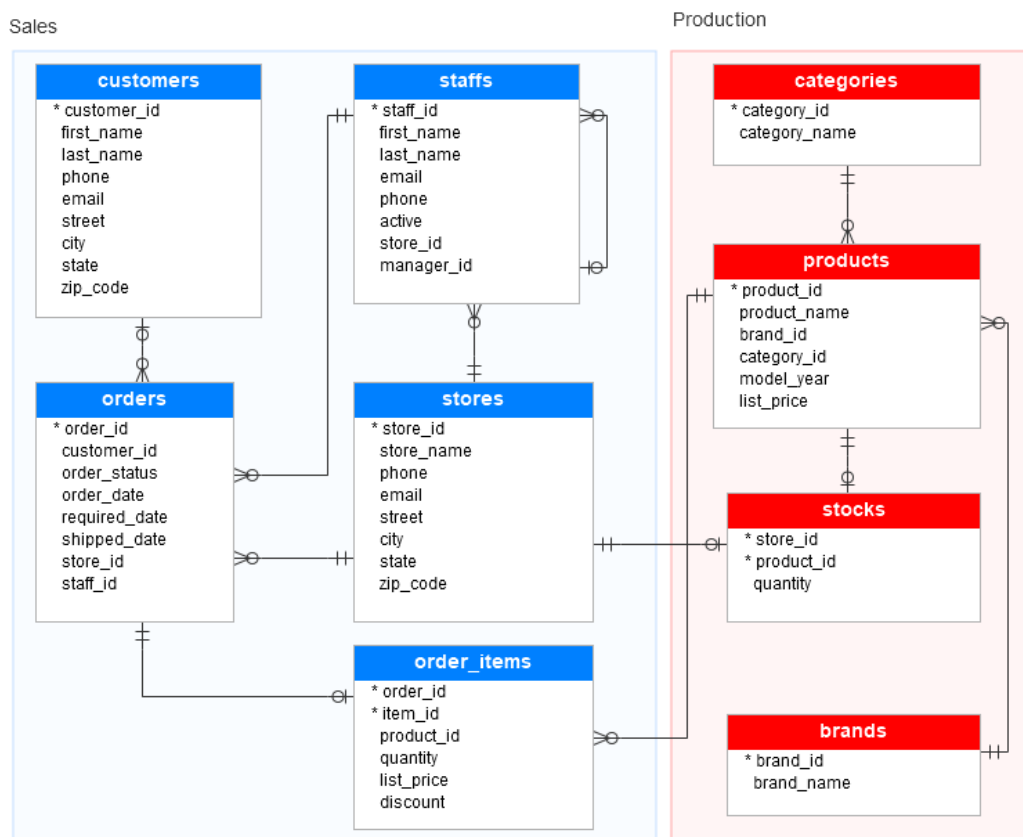 Sales
Production
customers
* customer_id
first_name
last_name
phone
email
street
city
state
zip_code
staffs
* staff_id
first_name
last_name
email
phone
active
store_id
manager_id
categories
* category_id
category_name
products
* product_id
product_name
brand_id
category_id
model_year
list_price
orders
* order_id
customer_id
order_status
order_date
required_date
shipped_date
store_id
staff_id
stores
* store_id
store_name
phone
email
street
city
state
zip_code
stocks
* store_id
* product_id
quantity
order_items
* order_id
* item_id
product_id
quantity
list_price
discount
brands
* brand_id
brand_name